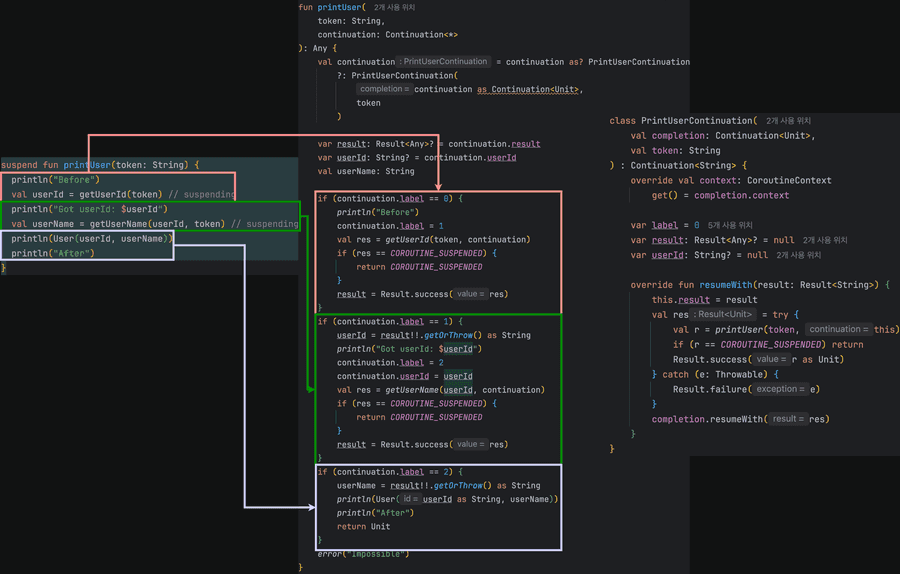 suspend fun printUser(token: String) {
println("Before")
val userId = getUserId(token) // suspending
println("Got userId: $userId")
val userName = getUserName(userId, token) // suspending
println(User(userId, userName))
println("After")
}
fun printUser( 2개 사용 위치
token: String,
continuation: Continuation<*>
): Any {
val continuation : PrintUserContinuation = continuation as? PrintUserContinuation
?: PrintUserContinuation(
completion = continuation as Continuation<Unit>,
token
)
var result: Result<Any>? = continuation.result
var userId: String? = continuation.userId
val userName: String
if (continuation.label == 0) {
println("Before")
continuation.label = 1
val res = getUserId(token, continuation)
if (res == COROUTINE_SUSPENDED) {
return COROUTINE_SUSPENDED
}
result = Result.success( value = res)
}
if (continuation.label == 1) {
userId = result!!.getOrThrow() as String
println("Got userId: $userId")
continuation.label = 2
continuation.userId = userId
val res = getUserName(userId, continuation)
if (res == COROUTINE_SUSPENDED) {
return COROUTINE_SUSPENDED
}
result = Result.success( value = res)
}
if (continuation.label == 2) {
userName = result!!.getOrThrow() as String
println(User( id = userId as String, userName))
println("After")
return Unit
}
error("Impossible")
}
class PrintUserContinuation( 2개 사용 위치
val completion: Continuation<Unit>,
val token: String
) : Continuation<String> {
override val context: CoroutineContext
get() = completion.context
var label = 0 5개 사용 위치
var result: Result<Any>? = null 2개 사용 위치
var userId: String? = null 2개 사용 위치
override fun resumeWith(result: Result<String>) {
this.result = result
val res : Result<Unit> = try {
val r = printUser(token, continuation = this)
if (r == COROUTINE_SUSPENDED) return
Result.success( value = r as Unit)
} catch (e: Throwable) {
Result.failure( exception = e)
}
completion.resumeWith( result = res)
}
}